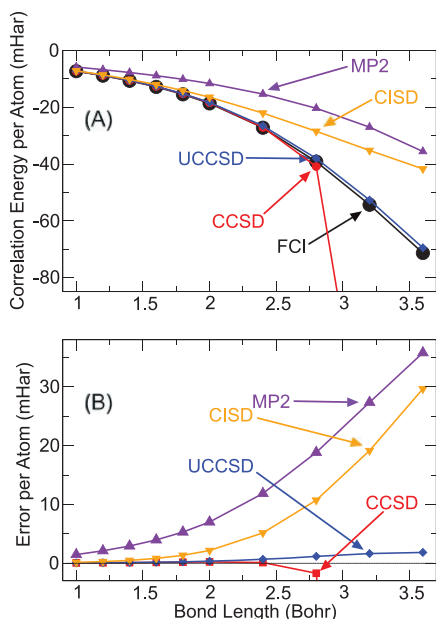 0
-20
-40
-60
-80
Correlation Energy per Atom (mHar)
(A)
MP2
CISD
UCCSD
CCSD
FCI
1
1.5
2
2.5
3
3.5
30
20
10
0
Error per Atom (mHar)
(B)
MP2
CISD
UCCSD
CCSD
1
1.5
2
2.5
3
3.5
Bond Length (Bohr)